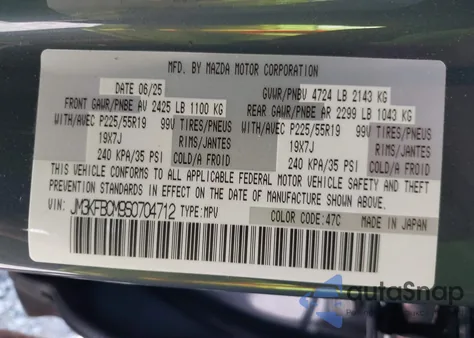 MFD. BY MAZDA MOTOR CORPORATION
DATE 06/25 GVWR/PNBV 4724 LB 2143 KG
FRONT GAWR/PNBE AV 2425 LB 1100 KG REAR GAWR/PNBE AR 2299 LB 1043 KG
WITH/AVEC P225/55R19 99V TIRES/PNEUS WITH/AVEC P225/55R19 99V TIRES/PNEUS
19X7J RIMS/JANTES 19X7J RIMS/JANTES
240 KPA/35 PSI COLD/A FROID 240 KPA/35 PSI COLD/A FROID
THIS VEHICLE CONFORMS TO ALL APPLICABLE FEDERAL MOTOR VEHICLE SAFETY AND THEFT
PREVENTION STANDARDS IN EFFECT ON THE DATE OF MANUFACTURE SHOWN ABOVE.
JM3KFBCM9S0704712 TYPE:MPV COLOR CODE:47C MADE IN JAPAN
autoSnap